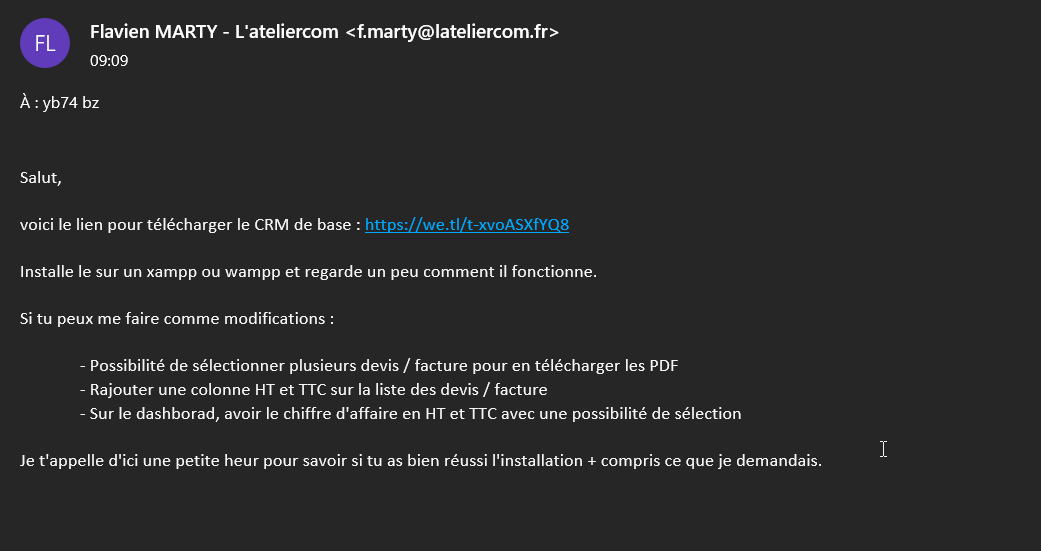 FL
Flavien MARTY - L'ateliercom <f.marty@lateliercom.fr>
09:09
À : yb74 bz
Salut,
voici le lien pour télécharger le CRM de base : https://we.tl/t-xvoASXfYQ8
Installe le sur un xampp ou wampp et regarde un peu comment il fonctionne.
Si tu peux me faire comme modifications :
- Possibilité de sélectionner plusieurs devis / facture pour en télécharger les PDF
- Rajouter une colonne HT et TTC sur la liste des devis / facture
- Sur le dashborad, avoir le chiffre d'affaire en HT et TTC avec une possibilité de sélection
Je t'appelle d'ici une petite heur pour savoir si tu as bien réussi l'installation + compris ce que je demandais.